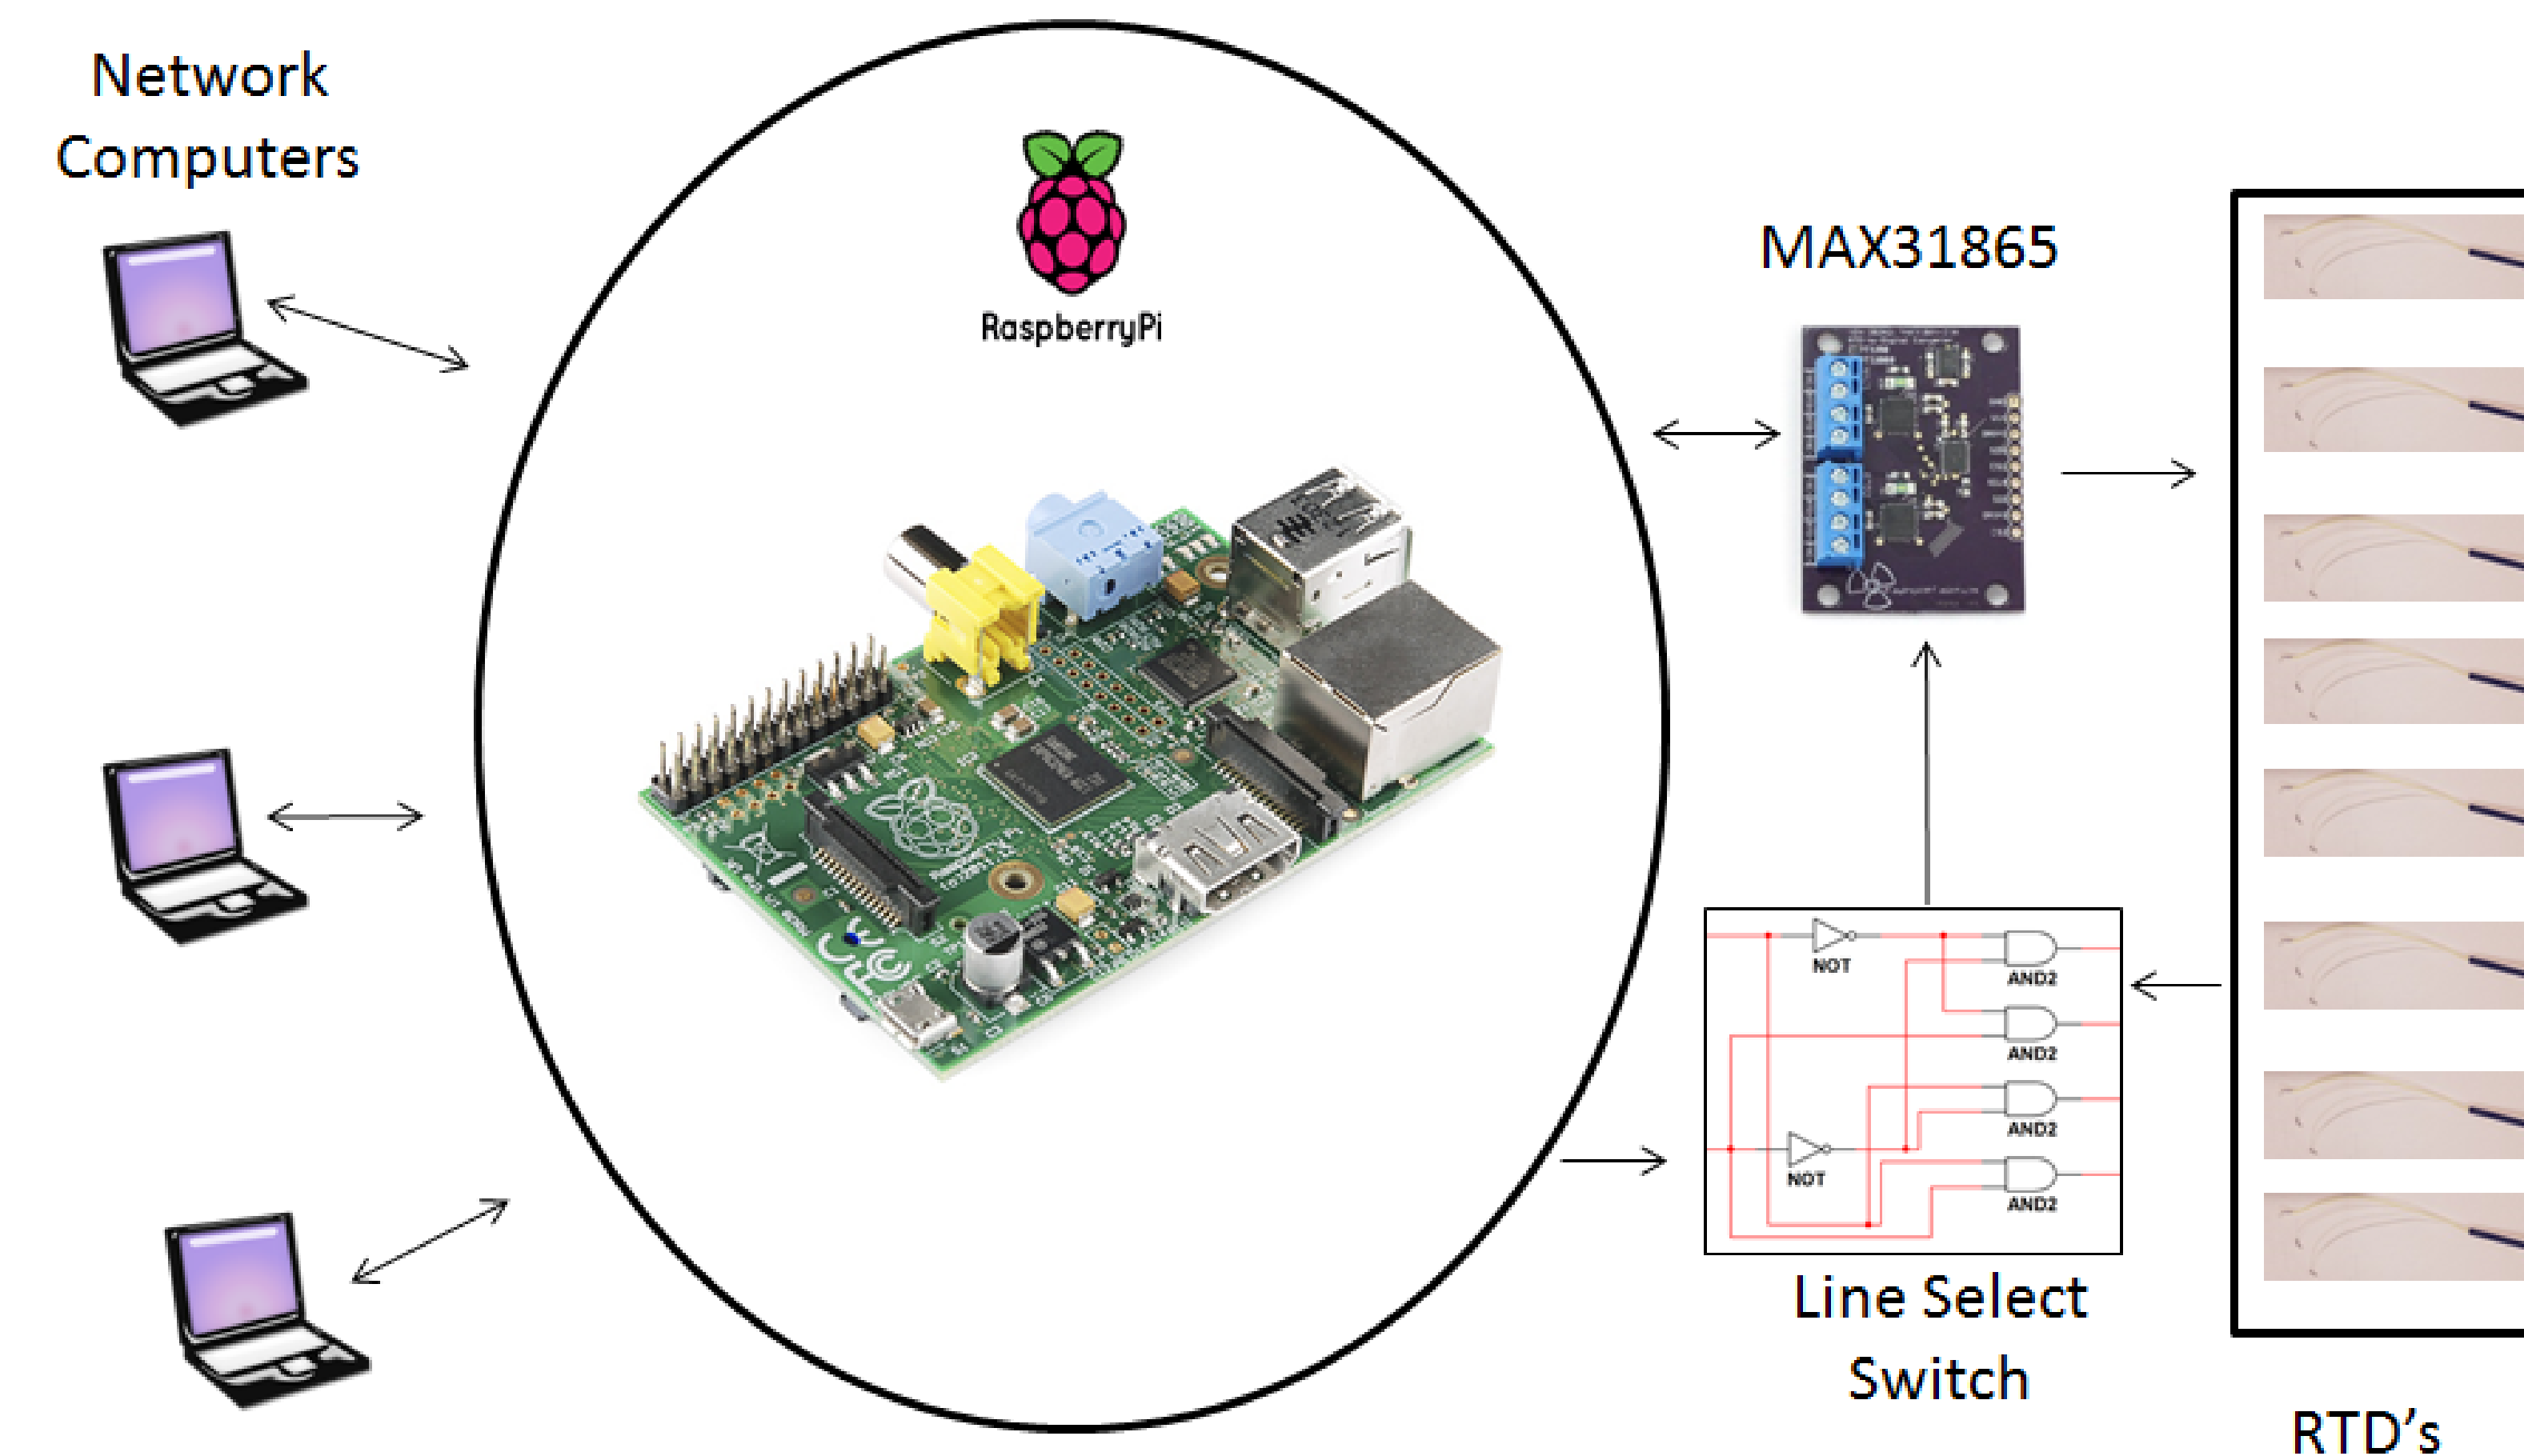 Network
Computers
RaspberryPi
MAX31865
NOT
AND2
AND2
AND2
NOT
AND2
Line Select
Switch
RTD's